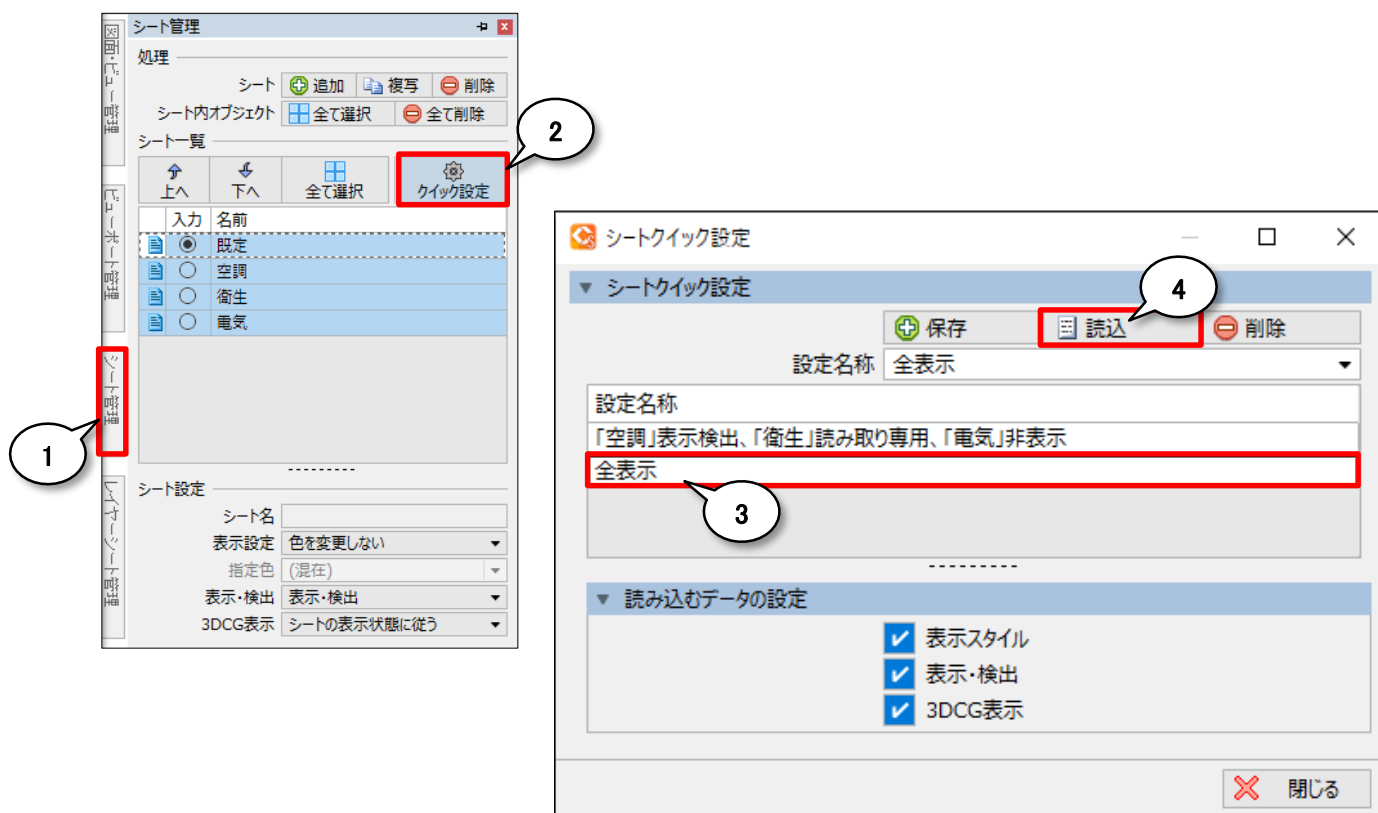 シート管理
処理
シート 追加 複写 削除
シート内オブジェクト 全て選択 全て削除
シート一覧
上へ 下へ 全て選択 クイック設定
入力 名前
既定
空調
衛生
電気
シート設定
シート名
表示設定 色を変更しない
指定色 (混在)
表示・検出 表示・検出
3DCG表示 シートの表示状態に従う
図面・ビュー管理
ビューポート管理
シート管理
レイヤーシート管理
1
2
シートクイック設定
シートクイック設定
4
保存 読込 削除
設定名称 全表示
設定名称
「空調」表示検出、「衛生」読み取り専用、「電気」非表示
全表示
3
読み込むデータの設定
表示スタイル
表示・検出
3DCG表示
閉じる